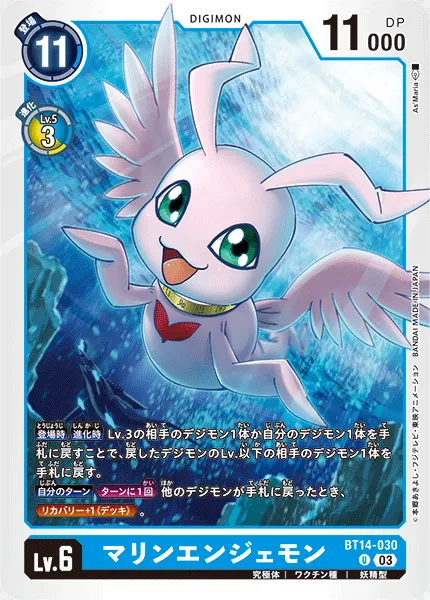 登場
11
DIGIMON
11000
DP
進化
Lv.5
3
As'Maria
©本郷あきよし・フジテレビ・東映アニメーション BANDAI MADE IN JAPAN
登場時 進化時 Lv.3の相手のデジモン1体か自分のデジモン1体を手
札に戻すことで、戻したデジモンのLv.以下の相手のデジモン1体を
手札に戻す。
自分のターン ターンに1回 他のデジモンが手札に戻ったとき、
リカバリー+1《デッキ》。
Lv.6
マリンエンジェモン
BT14-030
U 03
究極体 | ワクチン種 | 妖精型